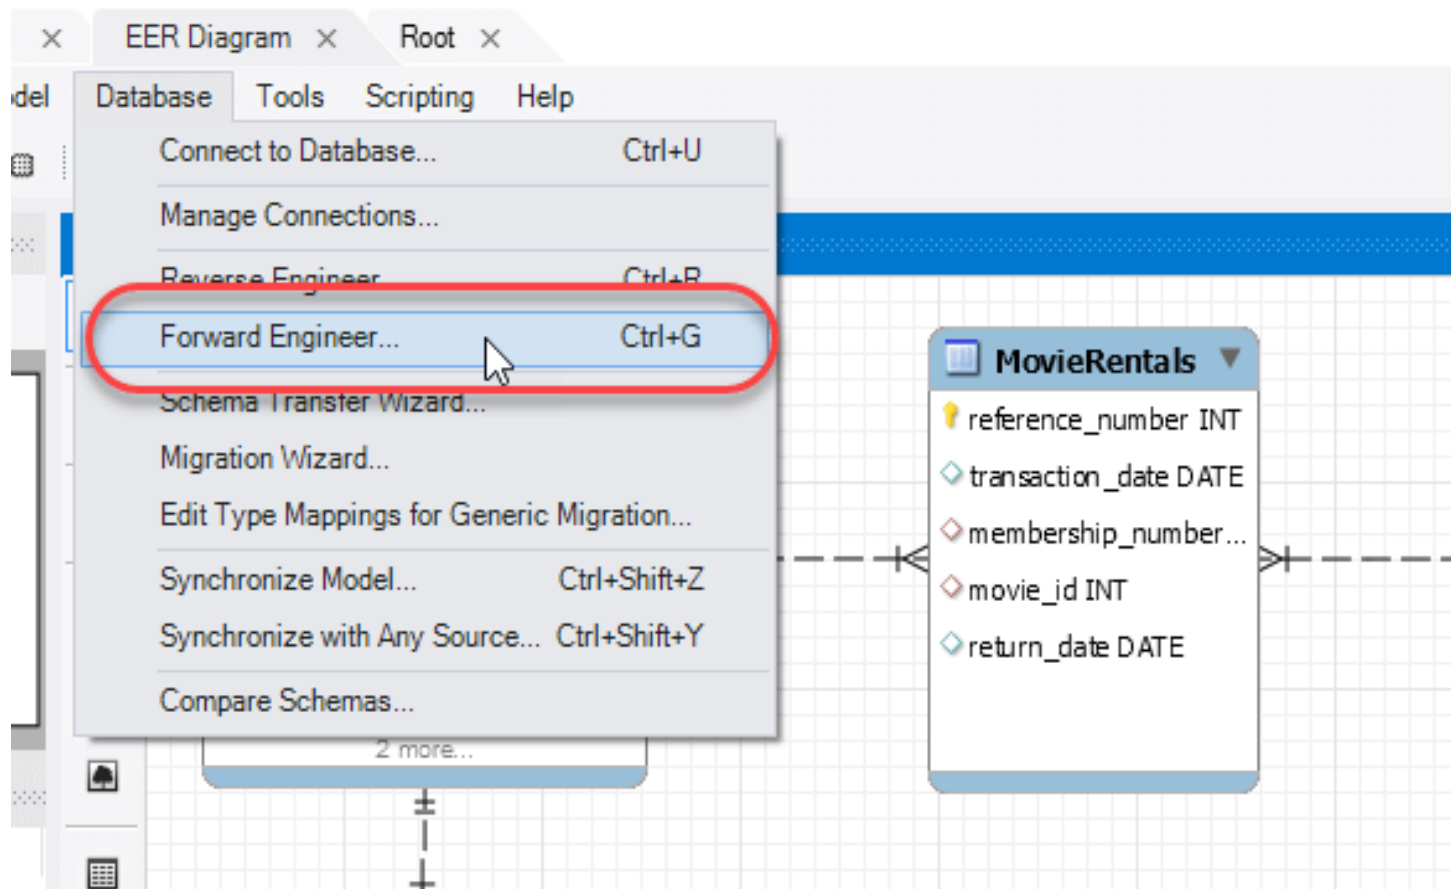 EER Diagram
Root
del
Database Tools Scripting Help
Connect to Database... Ctrl+U
Manage Connections...
Reverse Engineer Ctrl+R
Forward Engineer... Ctrl+G
Schema Transfer Wizard...
Migration Wizard...
Edit Type Mappings for Generic Migration...
Synchronize Model... Ctrl+Shift+Z
Synchronize with Any Source... Ctrl+Shift+Y
Compare Schemas...
2 more...
MovieRentals
reference_number INT
transaction_date DATE
membership_number...
movie_id INT
return_date DATE